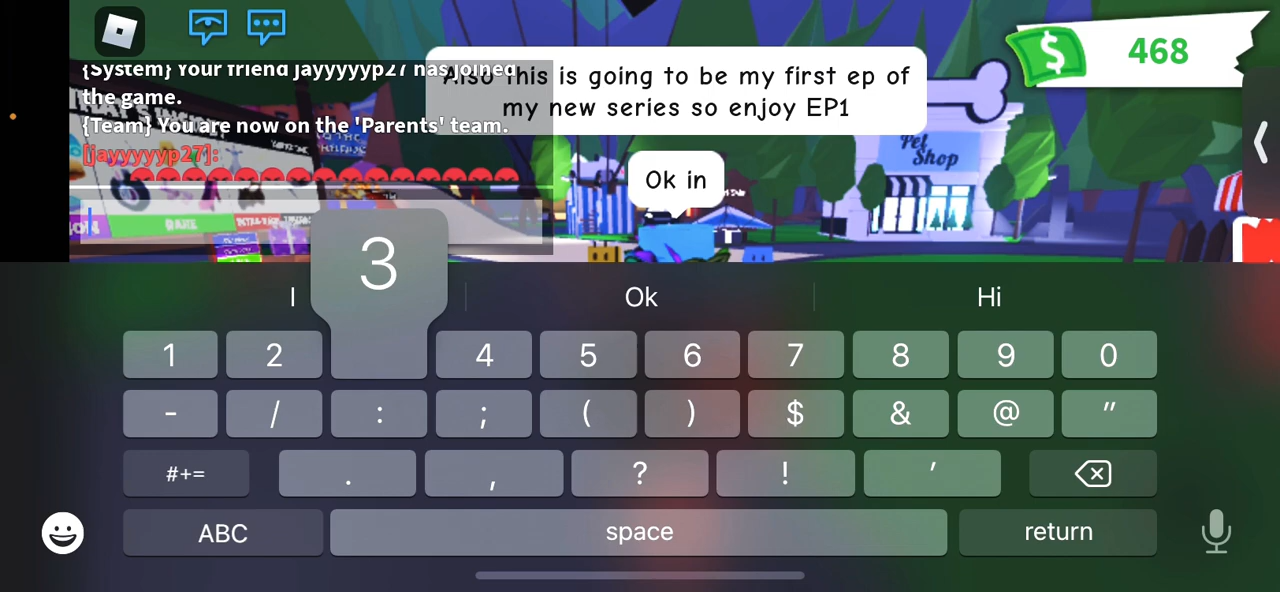 {System} Your friend jayyyyyp27 has joined
the game.
{Team} You are now on the 'Parents' team.
[jayyyyyp27]:
Also this is going to be my first ep of
my new series so enjoy EP1
468
Pet
Shop
Ok in
RARE
3
I
Ok
Hi
1 2 4 5 6 7 8 9 0
- / : ; ( ) $ & @ "
#+= . , ? ! '
ABC space return